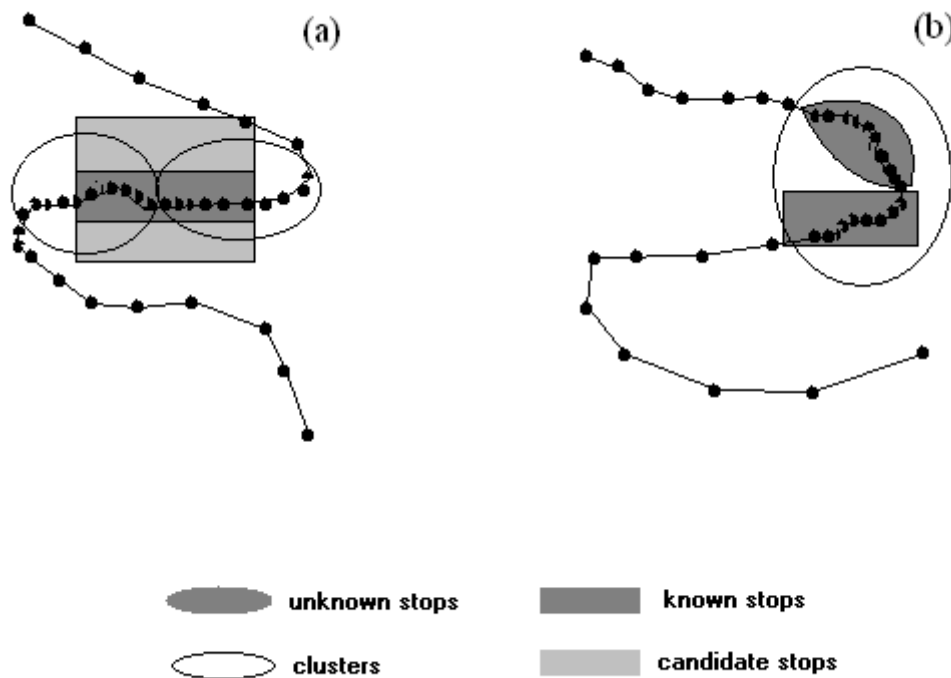 (a)
(b)
unknown stops
known stops
clusters
candidate stops